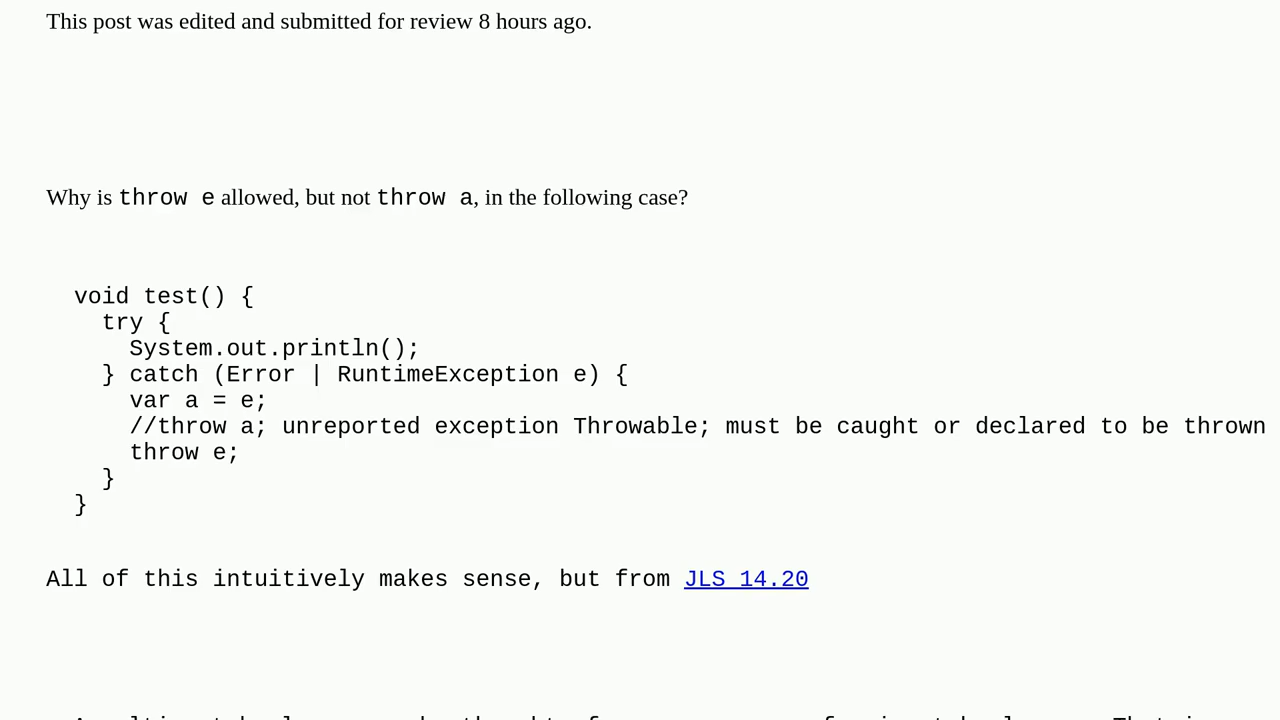 This post was edited and submitted for review 8 hours ago.
Why is throw e allowed, but not throw a, in the following case?
void test() {
try {
System.out.println();
} catch (Error | RuntimeException e) {
var a = e;
//throw a; unreported exception Throwable; must be caught or declared to be thrown
throw e;
}
}
All of this intuitively makes sense, but from JLS 14.20